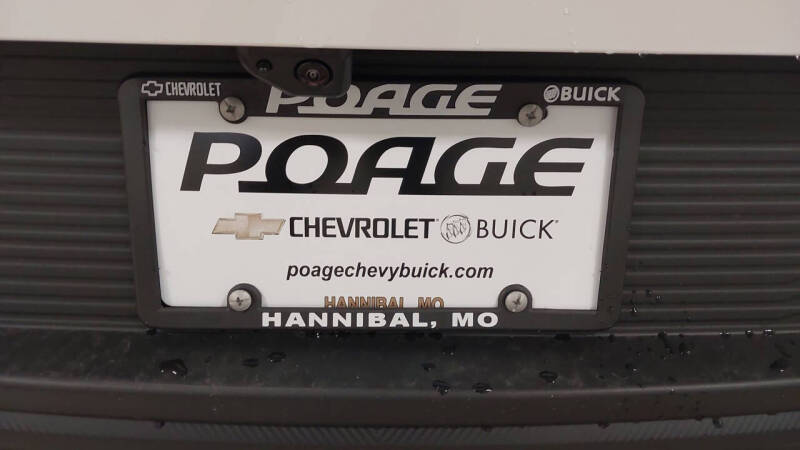 CHEVROLET POAGE BUICK
POAGE
CHEVROLET BUICK
poagechevybuick.com
HANNIBAL, MO
HANNIBAL, MO